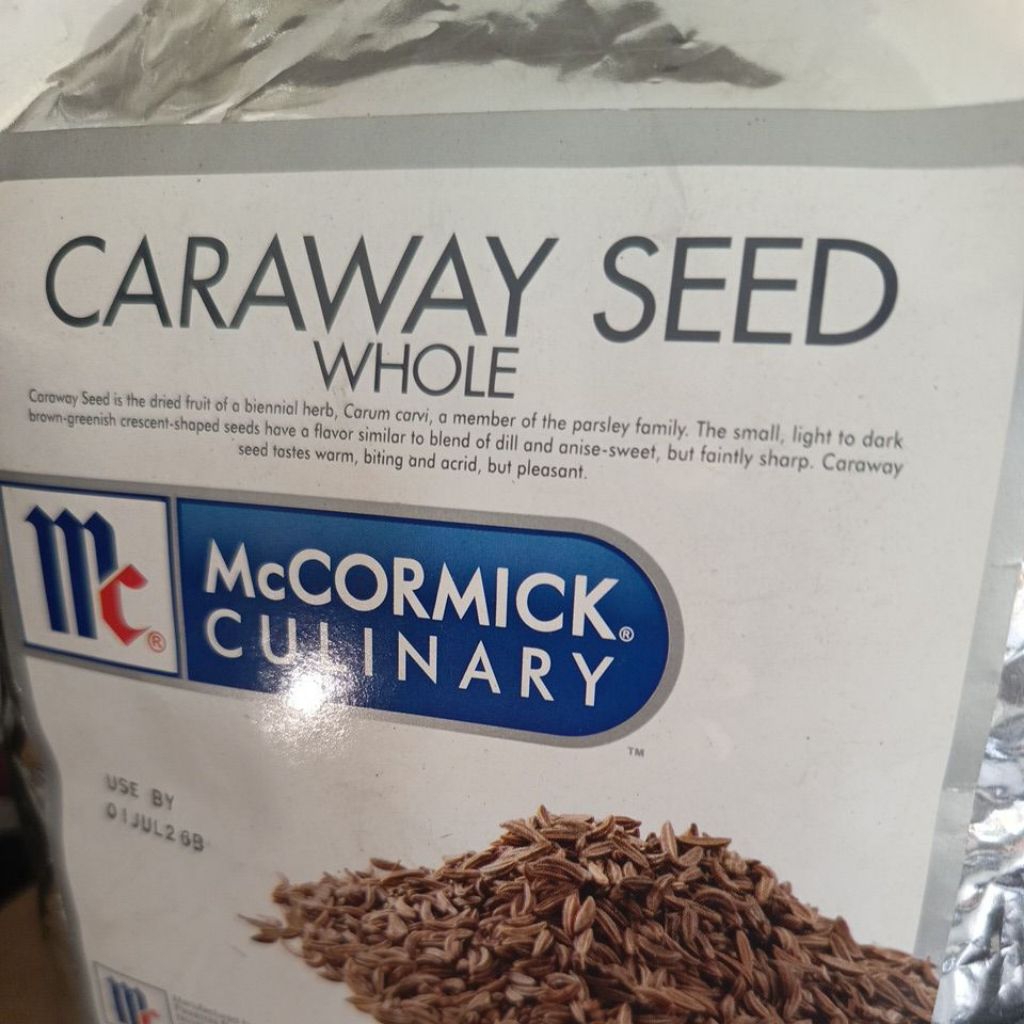 CARAWAY SEED
WHOLE
Caraway Seed is the dried fruit of a biennial herb, Carum carvi, a member of the parsley family. The small, light to dark
brown-greenish crescent-shaped seeds have a flavor similar to blend of dill and anise-sweet, but faintly sharp. Caraway
seed tastes warm, biting and acrid, but pleasant.
Mc®
McCORMICK®
CULINARY
TM
USE BY
01JUL26B
Mc